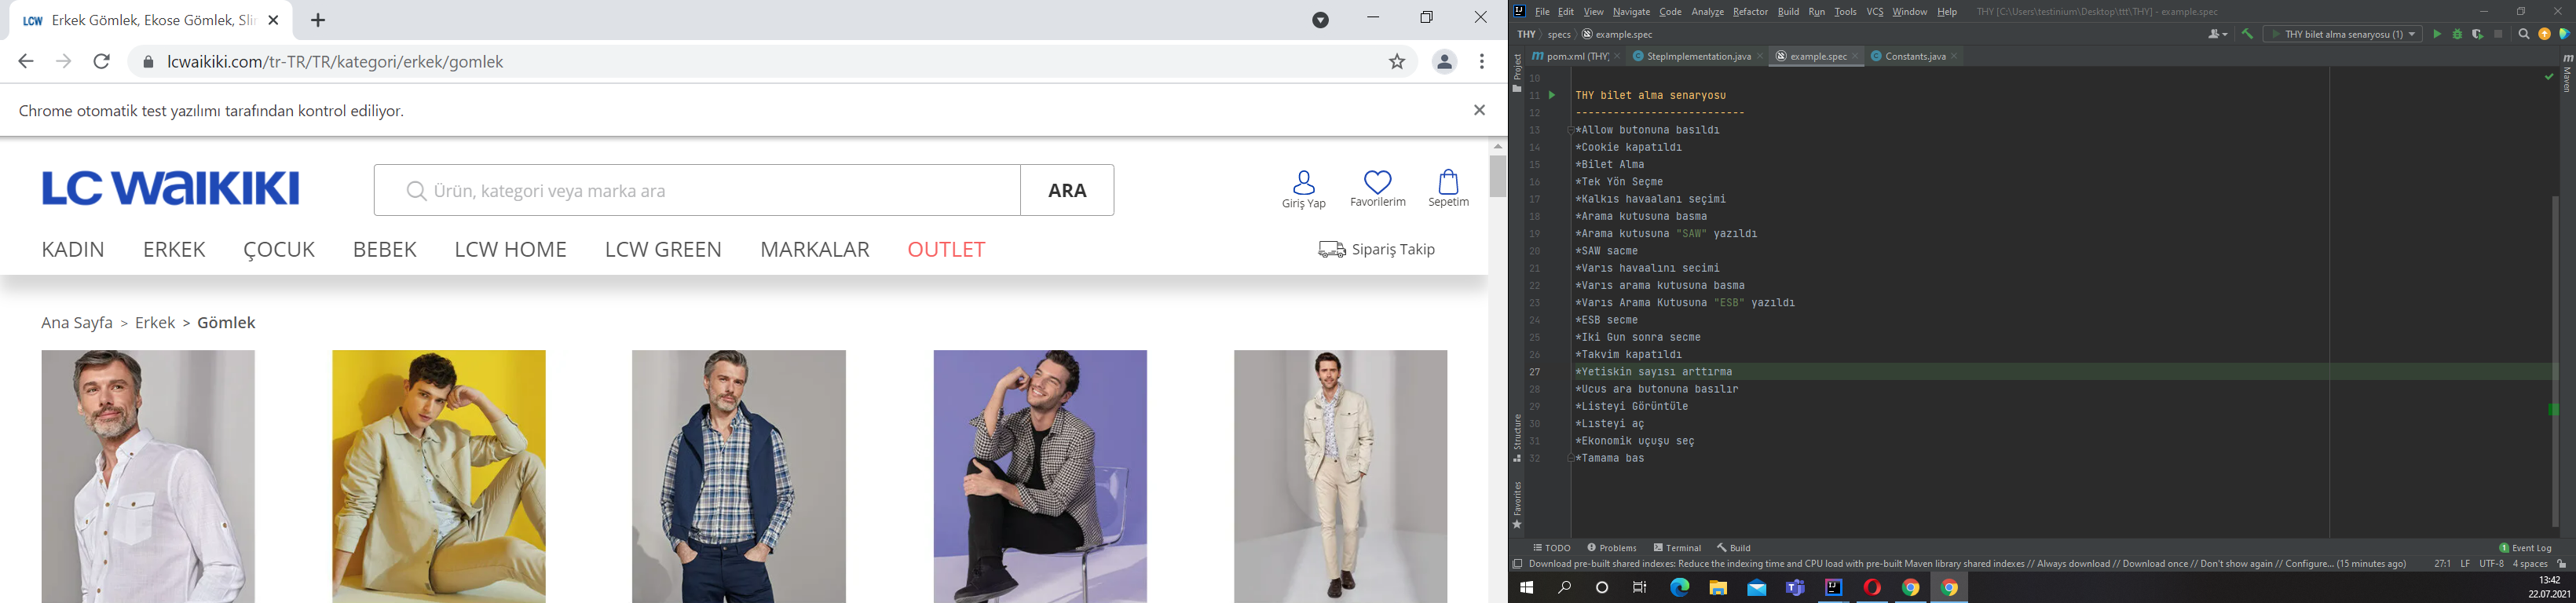 LCW Erkek Gömlek, Ekose Gömlek, Slir
lcwaikiki.com/tr-TR/TR/kategori/erkek/gomlek
Chrome otomatik test yazılımı tarafından kontrol ediliyor.
LC WAIKIKI
Ürün, kategori veya marka ara
ARA
Giriş Yap
Favorilerim
Sepetim
KADIN ERKEK ÇOCUK BEBEK LCW HOME LCW GREEN MARKALAR OUTLET
Sipariş Takip
Ana Sayfa > Erkek > Gömlek
File Edit View Navigate Code Analyze Refactor Build Run Tools VCS Window Help THY [C:\Users\testinium\Desktop\ttt\THY] - example.spec
THY specs example.spec
THY bilet alma senaryosu (1)
pom.xml (THY) StepImplementation.java example.spec Constants.java
Project
Maven
10
11 THY bilet alma senaryosu
12 ---------------------------
13 *Allow butonuna basıldı
14 *Cookie kapatıldı
15 *Bilet Alma
16 *Tek Yön Seçme
17 *Kalkıs havaalanı seçimi
18 *Arama kutusuna basma
19 *Arama kutusuna "SAW" yazıldı
20 *SAW sacme
21 *Varıs havaalını secimi
22 *Varıs arama kutusuna basma
23 *Varıs Arama Kutusuna "ESB" yazıldı
24 *ESB secme
25 *Iki Gun sonra secme
26 *Takvim kapatıldı
27 *Yetiskin sayısı arttırma
28 *Ucus ara butonuna basılır
29 *Listeyi Görüntüle
30 *Lısteyi aç
31 *Ekonomik uçuşu seç
32 *Tamama bas
Structure
Favorites
TODO Problems Terminal Build
1 Event Log
Download pre-built shared indexes: Reduce the indexing time and CPU load with pre-built Maven library shared indexes // Always download // Download once // Don't show again // Configure... (15 minutes ago)
27:1 LF UTF-8 4 spaces
13:42
22.07.2021